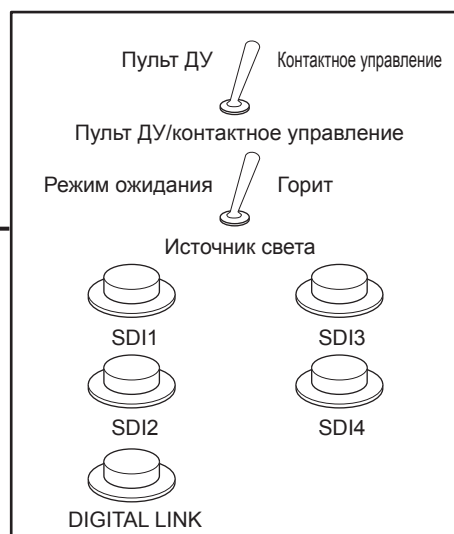 Пульт ДУ Контактное управление
Пульт ДУ/контактное управление
Режим ожидания Горит
Источник света
SDI1 SDI3
SDI2 SDI4
DIGITAL LINK